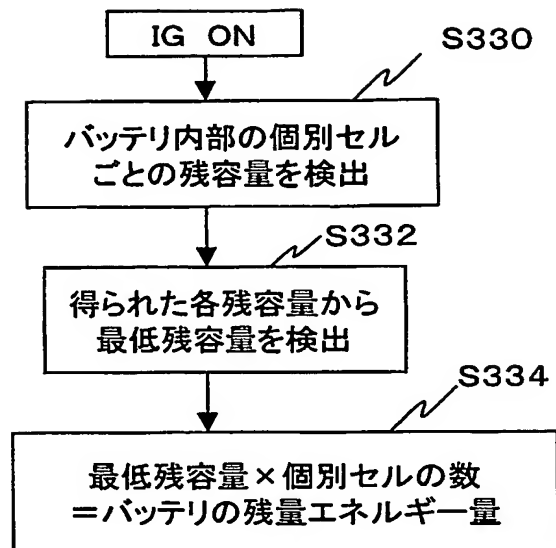 IG ON
S330
バッテリ内部の個別セル
ごとの残容量を検出
S332
得られた各残容量から
最低残容量を検出
S334
最低残容量×個別セルの数
=バッテリの残量エネルギー量